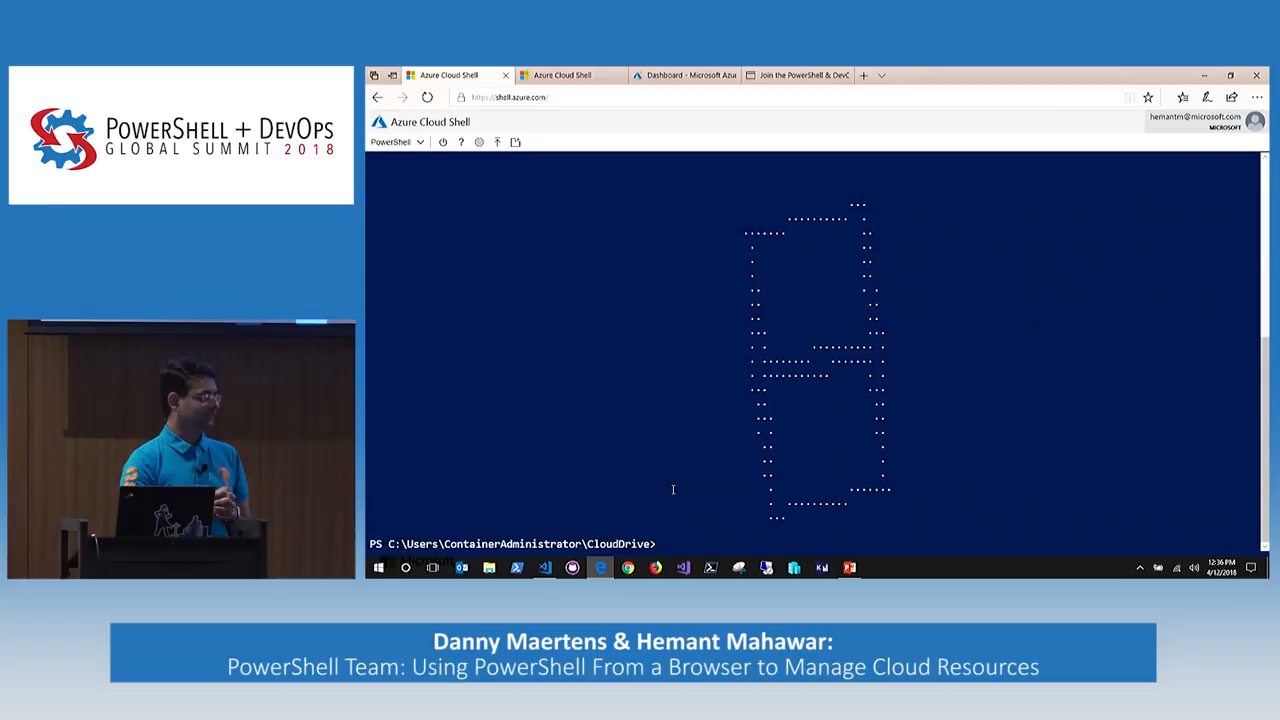 POWERSHELL + DEVOPS
GLOBAL SUMMIT 2018
Azure Cloud Shell
Azure Cloud Shell
Dashboard - Microsoft Azur
Join the PowerShell & DevC
https://shell.azure.com/
Azure Cloud Shell
hemantm@microsoft.com
MICROSOFT
PowerShell
PS C:\Users\ContainerAdministrator\CloudDrive>
12:36 PM
4/12/2018
Danny Maertens & Hemant Mahawar:
PowerShell Team: Using PowerShell From a Browser to Manage Cloud Resources